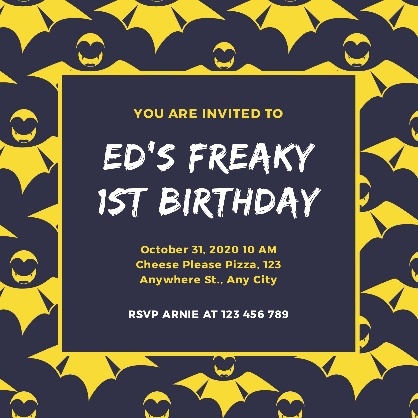 YOU ARE INVITED TO
ED'S FREAKY
1ST BIRTHDAY
October 31, 2020 10 AM
Cheese Please Pizza, 123
Anywhere St., Any City
RSVP ARNIE AT 123 456 789